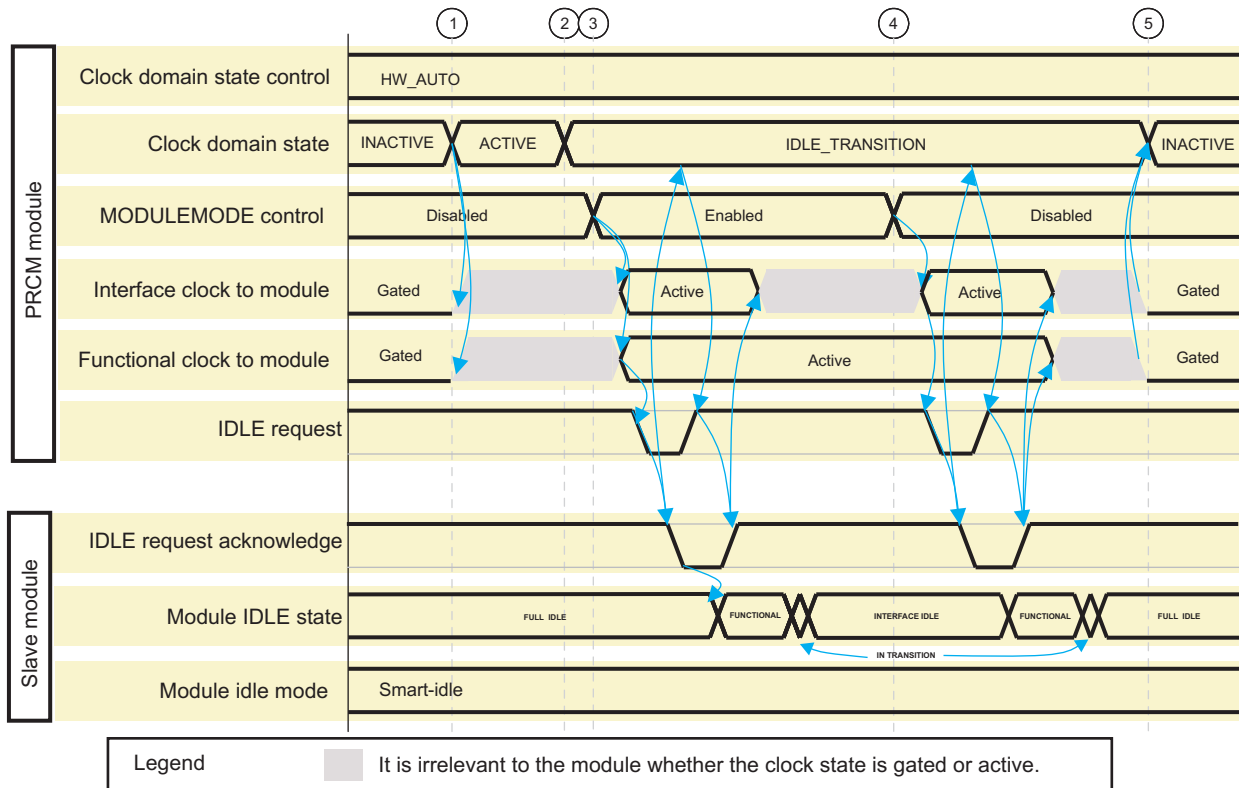 1 2 3 4 5
PRCM module
Clock domain state control
HW_AUTO
Clock domain state
INACTIVE ACTIVE IDLE_TRANSITION INACTIVE
MODULEMODE control
Disabled Enabled Disabled
Interface clock to module
Gated Active Active Gated
Functional clock to module
Gated Active Gated
IDLE request
Slave module
IDLE request acknowledge
Module IDLE state
FULL IDLE FUNCTIONAL INTERFACE IDLE FUNCTIONAL FULL IDLE
IN TRANSITION
Module idle mode
Smart-idle
Legend It is irrelevant to the module whether the clock state is gated or active.